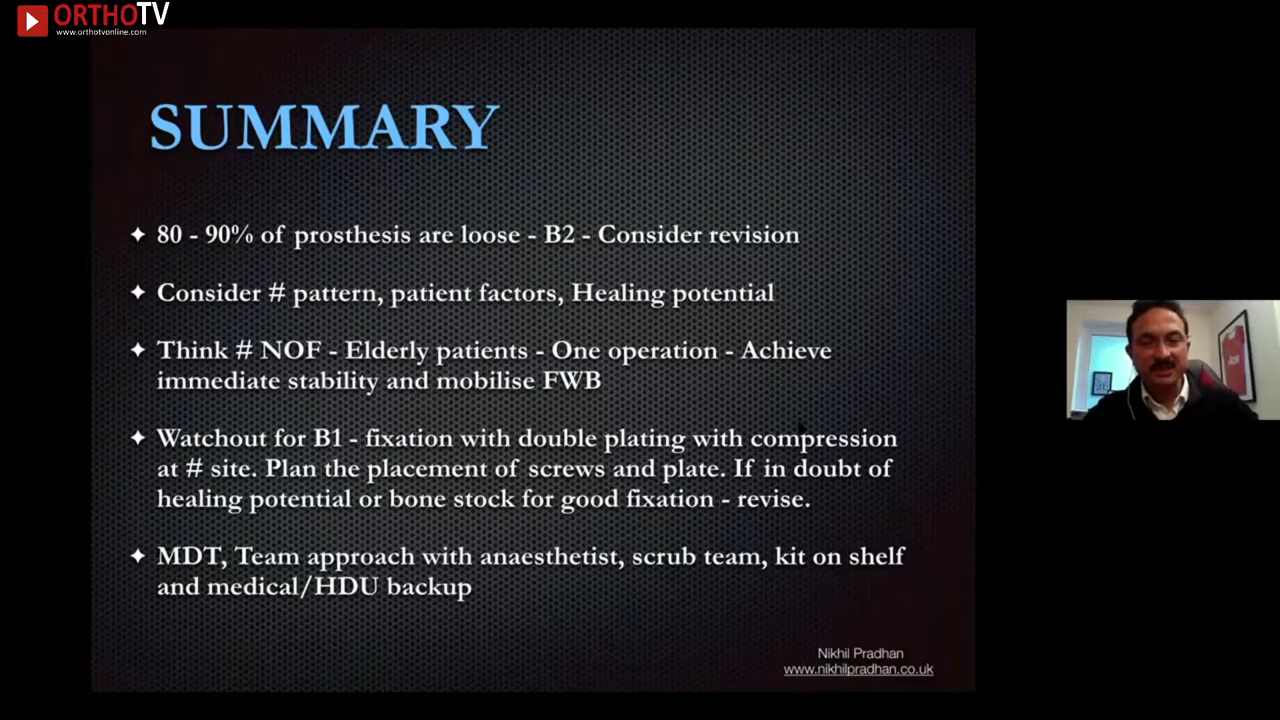 ORTHOTV
www.orthotvonline.com
SUMMARY
✦ 80 - 90% of prosthesis are loose - B2 - Consider revision
✦ Consider # pattern, patient factors, Healing potential
✦ Think # NOF - Elderly patients - One operation - Achieve
immediate stability and mobilise FWB
✦ Watchout for B1 - fixation with double plating with compression
at # site. Plan the placement of screws and plate. If in doubt of
healing potential or bone stock for good fixation - revise.
✦ MDT, Team approach with anaesthetist, scrub team, kit on shelf
and medical/HDU backup
Nikhil Pradhan
www.nikhilpradhan.co.uk